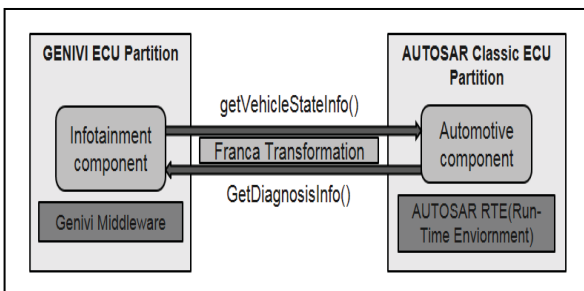 GENIVI ECU Partition
AUTOSAR Classic ECU
Partition
getVehicleStateInfo()
Infotainment
component
Franca Transformation
Automotive
component
GetDiagnosisInfo()
Genivi Middleware
AUTOSAR RTE(Run-
Time Enviornment)